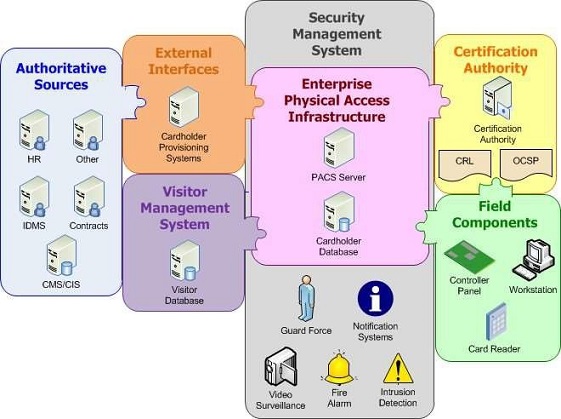 Security
Management
System
Authoritative
Sources
HR
Other
IDMS
Contracts
CMS/CIS
External
Interfaces
Cardholder
Provisioning
Systems
Visitor
Management
System
Visitor
Database
Enterprise
Physical Access
Infrastructure
PACS Server
Cardholder
Database
Guard Force
Notification
Systems
Video
Surveillance
Fire
Alarm
Intrusion
Detection
Certification
Authority
Certification
Authority
CRL
OCSP
Field
Components
Controller
Panel
Workstation
Card Reader